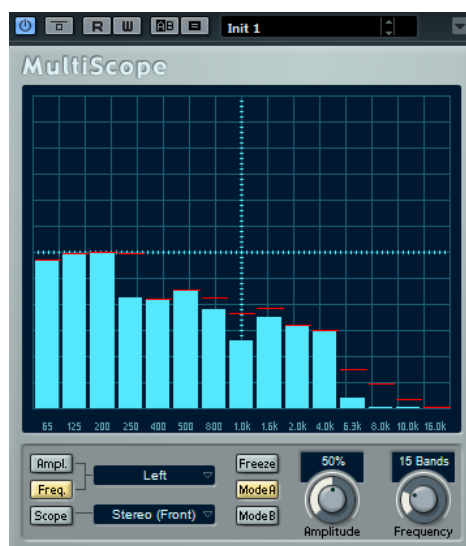 R W AB Init 1
MultiScope
65 125 200 250 400 500 800 1.0k 1.6k 2.0k 4.0k 6.3k 8.0k 10.0k 16.0k
Ampl. Left Freeze 50% 15 Bands
Freq. ModeA
Scope Stereo (Front) ModeB
Amplitude Frequency